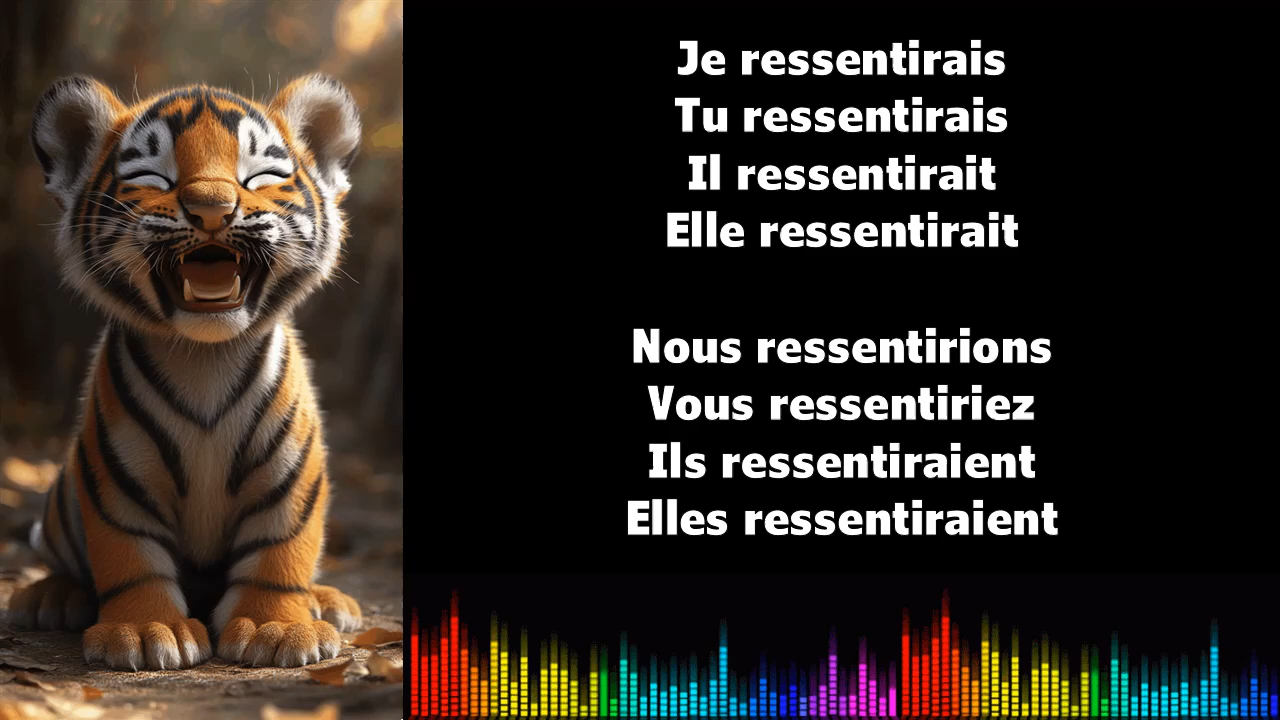 Je ressentirais
Tu ressentirais
Il ressentirait
Elle ressentirait
Nous ressentirions
Vous ressentiriez
Ils ressentiraient
Elles ressentiraient